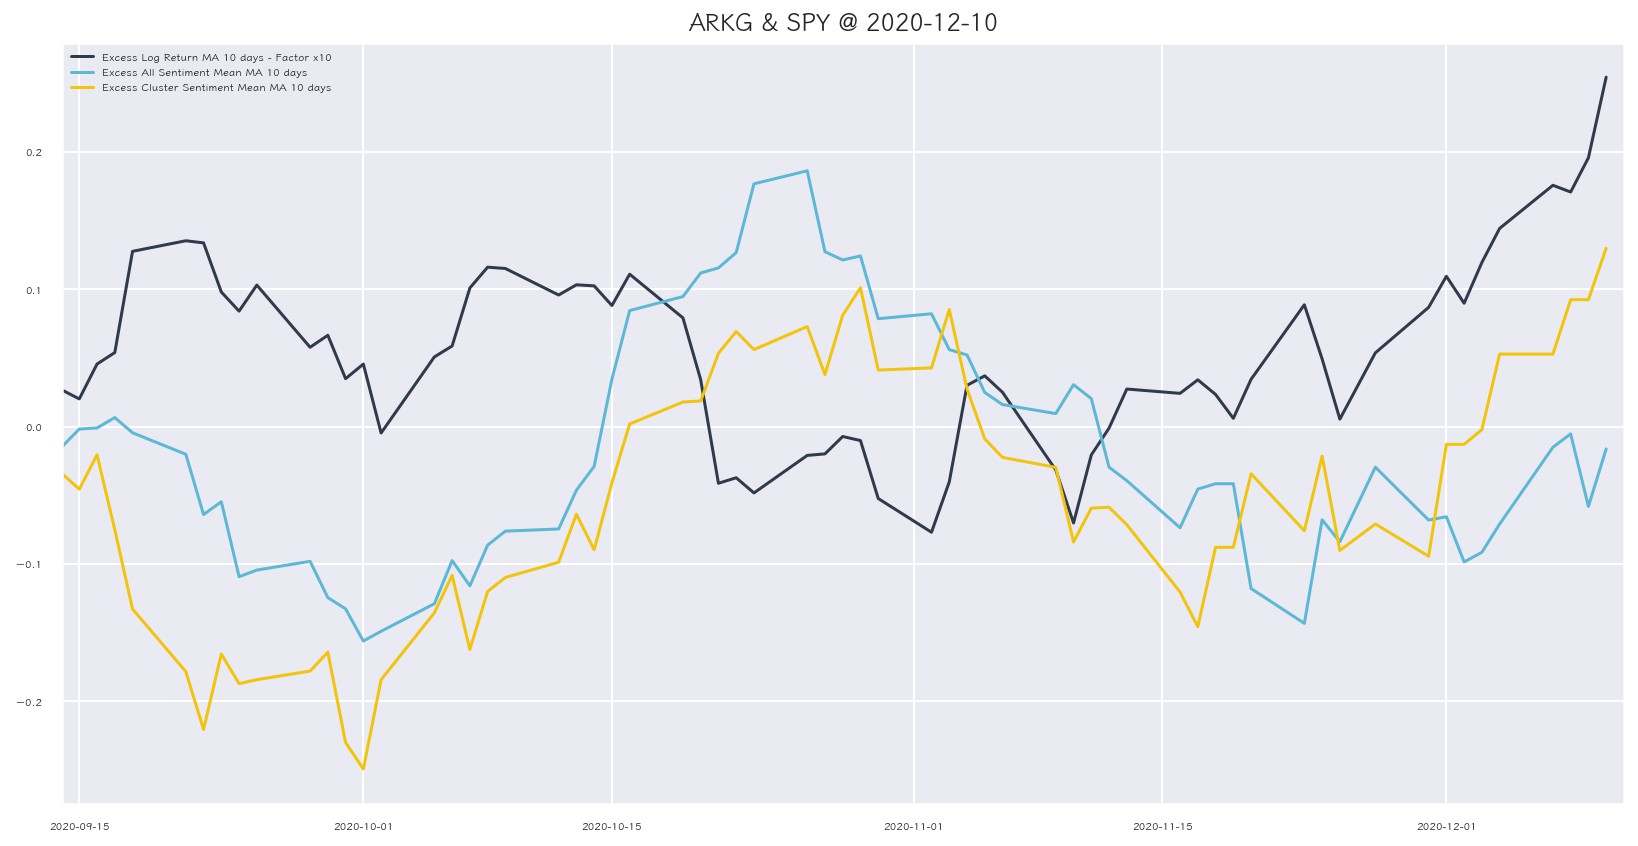 ARKG & SPY @ 2020-12-10
Excess Log Return MA 10 days - Factor x10
Excess All Sentiment Mean MA 10 days
Excess Cluster Sentiment Mean MA 10 days
0.2
0.1
0.0
−0.1
−0.2
2020-09-15 2020-10-01 2020-10-15 2020-11-01 2020-11-15 2020-12-01